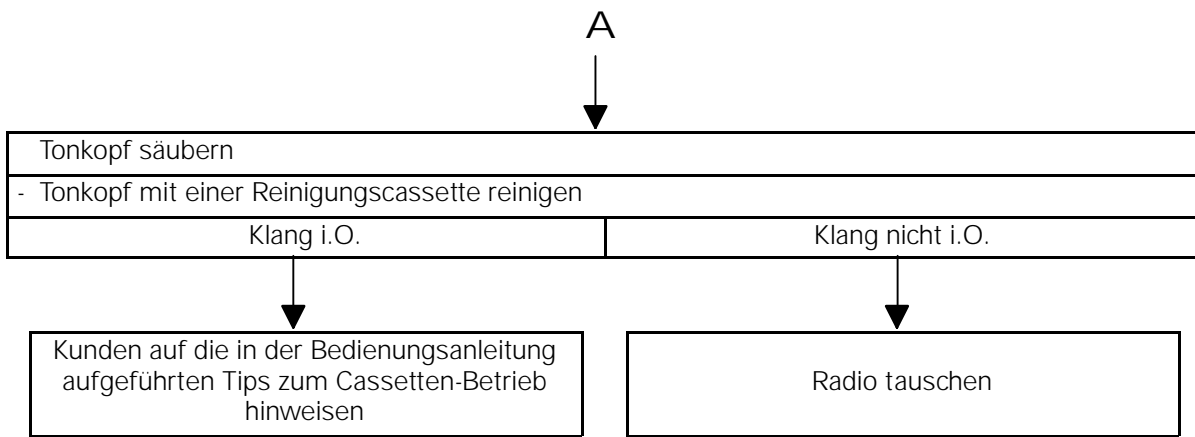 A
Tonkopf säubern
- Tonkopf mit einer Reinigungscassette reinigen
Klang i.O.
Klang nicht i.O.
Kunden auf die in der Bedienungsanleitung
aufgeführten Tips zum Cassetten-Betrieb
hinweisen
Radio tauschen